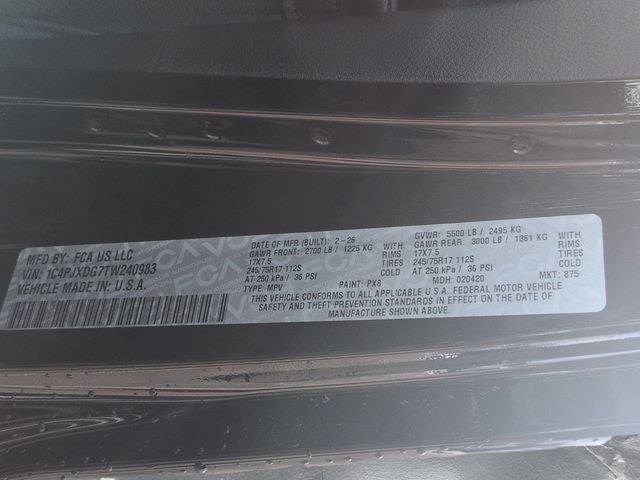 MFD BY: FCA US LLC
VIN: 1C4PJXDG7TW240983
VEHICLE MADE IN: U.S.A.
DATE OF MFR (BUILT): 2-26
GAWR FRONT: 2700 LB / 1225 KG
17X7.5 RIMS
245/75R17 112S TIRES
AT 250 kPa / 36 PSI COLD
TYPE: MPV PAINT: PX8
GVWR: 5500 LB / 2495 KG
GAWR REAR: 3000 LB / 1361 KG
17X7.5 RIMS
245/75R17 112S TIRES
AT 250 kPa / 36 PSI COLD
MDH: 020420 MKT: 875
THIS VEHICLE CONFORMS TO ALL APPLICABLE U.S.A. FEDERAL MOTOR VEHICLE
SAFETY AND THEFT PREVENTION STANDARDS IN EFFECT ON THE DATE OF
MANUFACTURE SHOWN ABOVE.